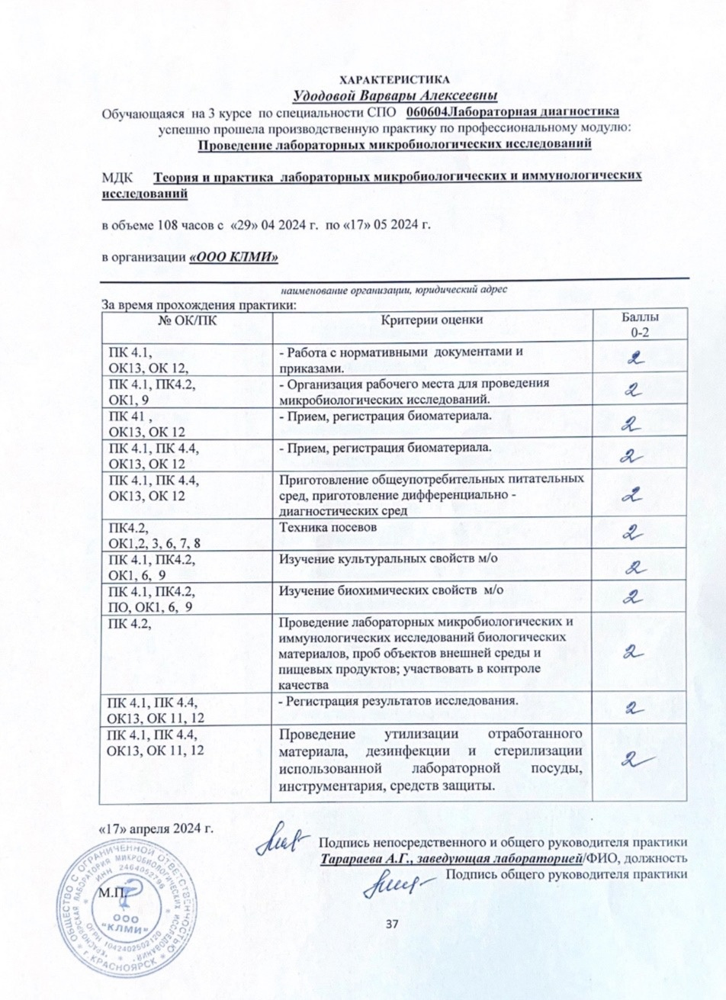 ХАРАКТЕРИСТИКА
Удодовой Варвары Алексеевны
Обучающаяся на 3 курсе по специальности СПО 060604Лабораторная диагностика
успешно прошла производственную практику по профессиональному модулю:
Проведение лабораторных микробиологических исследований
МДК Теория и практика лабораторных микробиологических и иммунологических
исследований
в объеме 108 часов с «29» 04 2024 г. по «17» 05 2024 г.
в организации «ООО КЛМИ»
наименование организации, юридический адрес
За время прохождения практики:
№ ОК/ПК Критерии оценки Баллы
0-2
ПК 4.1, - Работа с нормативными документами и
ОК13, ОК 12, приказами. 2
ПК 4.1, ПК4.2, - Организация рабочего места для проведения
ОК1, 9 микробиологических исследований. 2
ПК 41 , - Прием, регистрация биоматериала.
ОК13, ОК 12 2
ПК 4.1, ПК 4.4, - Прием, регистрация биоматериала.
ОК13, ОК 12 2
ПК 4.1, ПК 4.4, Приготовление общеупотребительных питательных
ОК13, ОК 12 сред, приготовление дифференциально - 2
диагностических сред
ПК4.2, Техника посевов
ОК1,2, 3, 6, 7, 8 2
ПК 4.1, ПК4.2, Изучение культуральных свойств м/о
ОК1, 6, 9 2
ПК 4.1, ПК4.2, Изучение биохимических свойств м/о
ПО, ОК1, 6, 9 2
ПК 4.2, Проведение лабораторных микробиологических и
иммунологических исследований биологических
материалов, проб объектов внешней среды и 2
пищевых продуктов; участвовать в контроле
качества
ПК 4.1, ПК 4.4, - Регистрация результатов исследования.
ОК13, ОК 11, 12 2
ПК 4.1, ПК 4.4, Проведение утилизации отработанного
ОК13, ОК 11, 12 материала, дезинфекции и стерилизации 2
использованной лабораторной посуды,
инструментария, средств защиты.
«17» апреля 2024 г.
Подпись непосредственного и общего руководителя практики
Тарараева А.Г., заведующая лабораторией/ФИО, должность
Подпись общего руководителя практики
М.П.
ОБЩЕСТВО С ОГРАНИЧЕННОЙ ОТВЕТСТВЕННОСТЬЮ
* г.КРАСНОЯРСК *
"КРАСНОЯРСКАЯ ЛАБОРАТОРИЯ МИКРОБИОЛОГИЧЕСКИХ ИССЛЕДОВАНИЙ"
ИНН 2464052798
ОГРН 1042402502120
ООО
"КЛМИ"
37